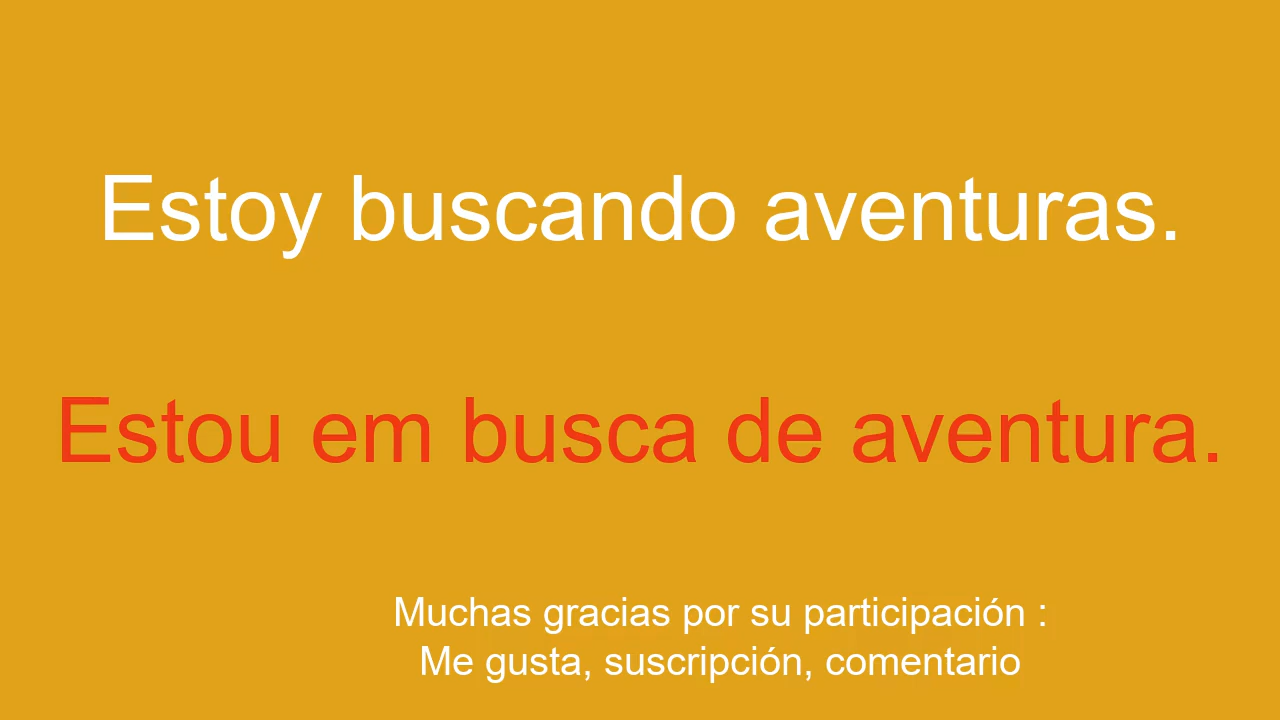 Estoy buscando aventuras.
Estou em busca de aventura.
Muchas gracias por su participación :
Me gusta, suscripción, comentario